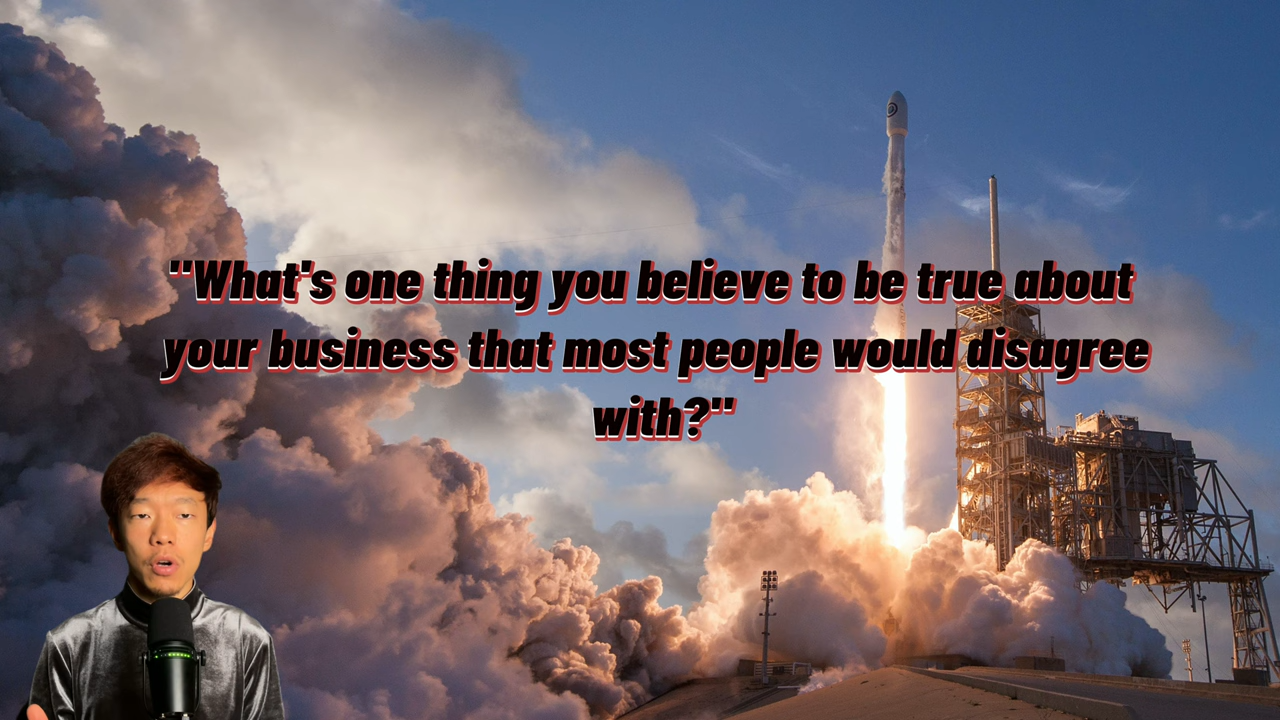 "What's one thing you believe to be true about
your business that most people would disagree
with?"